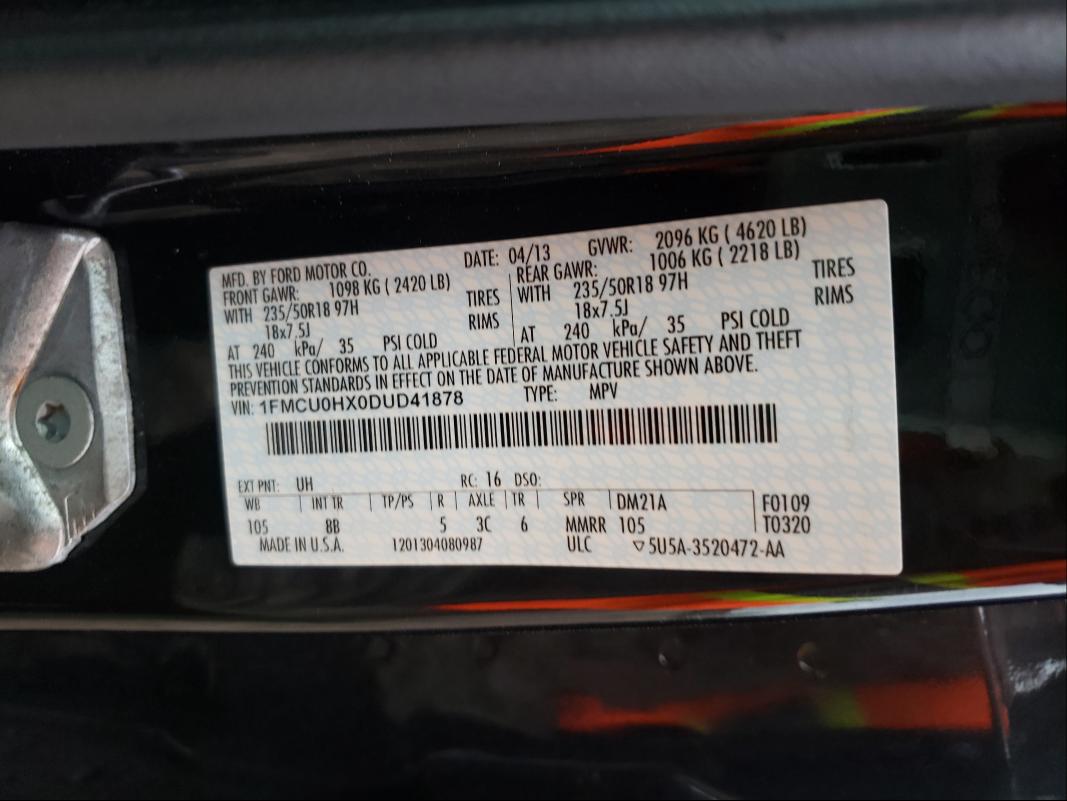 MFD. BY FORD MOTOR CO. DATE: 04/13 GVWR: 2096 KG ( 4620 LB)
FRONT GAWR: 1098 KG ( 2420 LB) REAR GAWR: 1006 KG ( 2218 LB)
WITH 235/50R18 97H TIRES WITH 235/50R18 97H TIRES
18x7.5J RIMS 18x7.5J RIMS
AT 240 kPa/ 35 PSI COLD AT 240 kPa/ 35 PSI COLD
THIS VEHICLE CONFORMS TO ALL APPLICABLE FEDERAL MOTOR VEHICLE SAFETY AND THEFT
PREVENTION STANDARDS IN EFFECT ON THE DATE OF MANUFACTURE SHOWN ABOVE.
VIN: 1FMCU0HX0DUD41878 TYPE: MPV
EXT PNT: UH RC: 16 DSO:
WB INT TR TP/PS R AXLE TR SPR DM21A F0109
105 8B 5 3C 6 MMRR 105 T0320
MADE IN U.S.A. 1201304080987 ULC ▽5U5A-3520472-AA